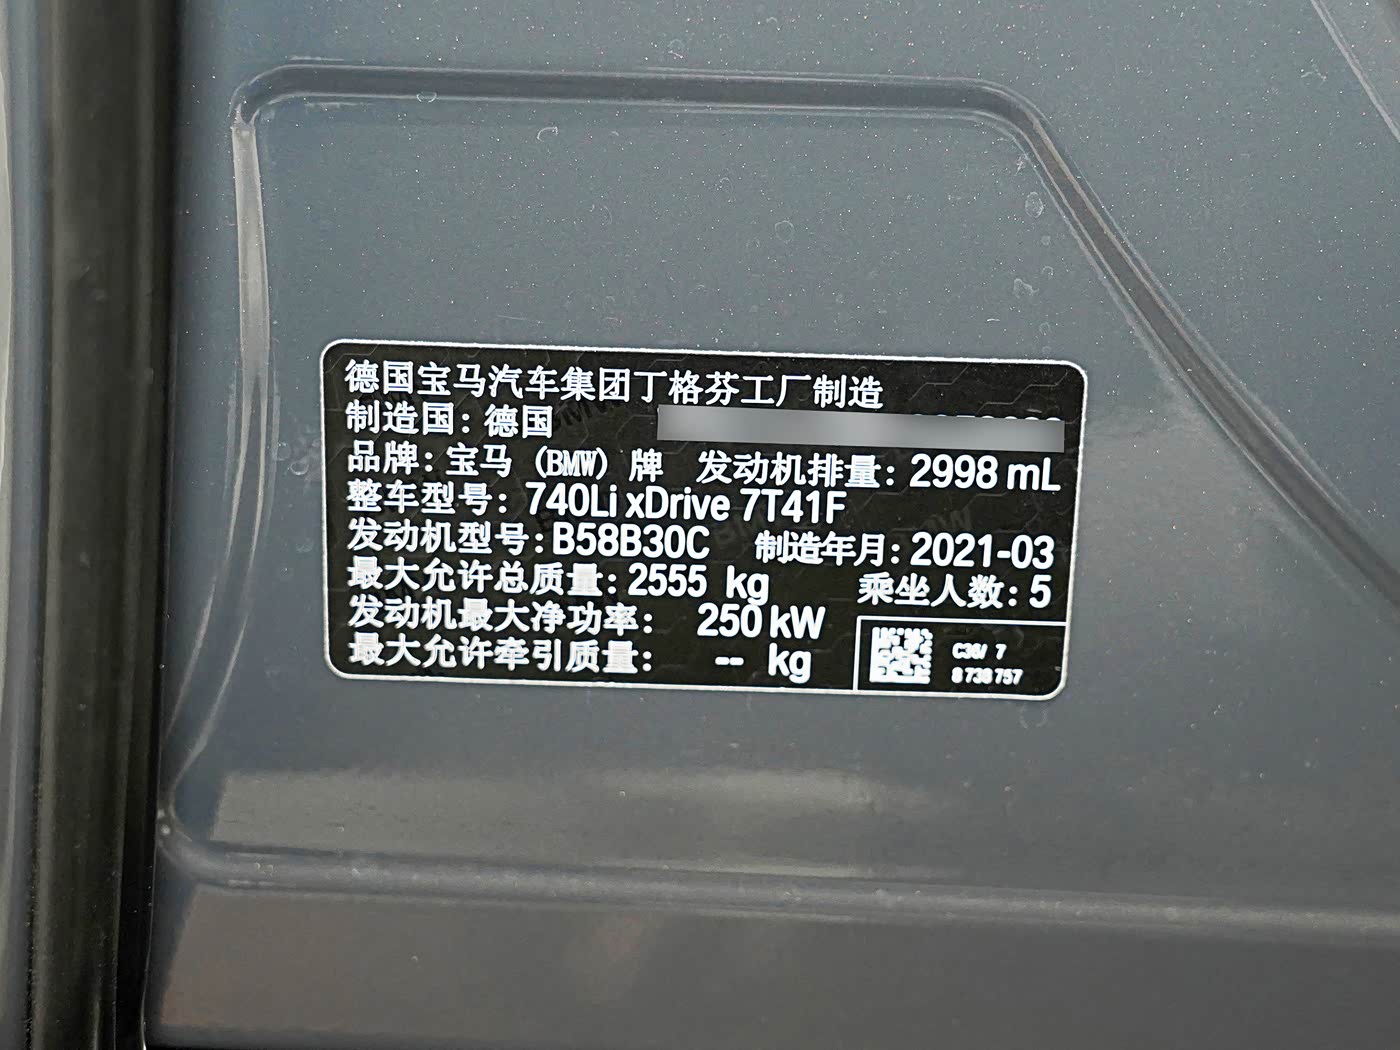 德国宝马汽车集团丁格芬工厂制造
制造国：德国
品牌：宝马（BMW）牌 发动机排量：2998 mL
整车型号：740Li xDrive 7T41F
发动机型号：B58B30C 制造年月：2021-03
最大允许总质量：2555 kg 乘坐人数：5
发动机最大净功率： 250 kW
最大允许牵引质量： -- kg
C36/ 7
8 738 757